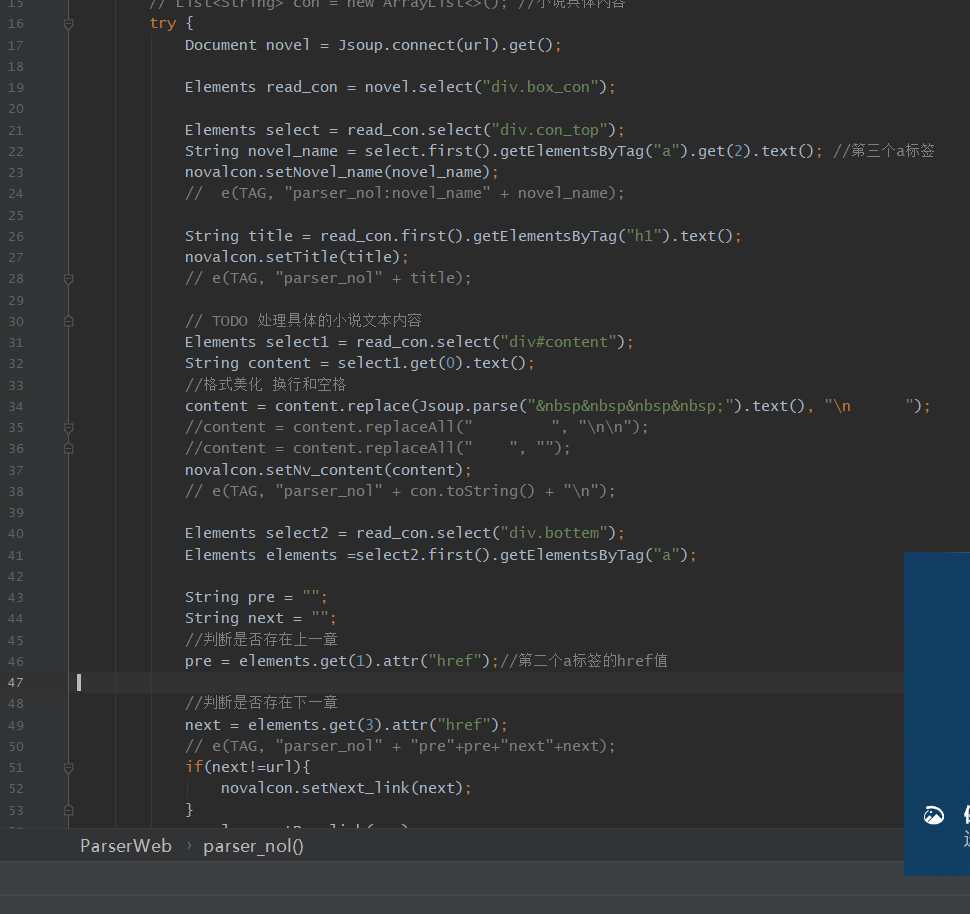 15 // List<String> con = new ArrayList<>(); //小说具体内容
16 try {
17 Document novel = Jsoup.connect(url).get();
18
19 Elements read_con = novel.select("div.box_con");
20
21 Elements select = read_con.select("div.con_top");
22 String novel_name = select.first().getElementsByTag("a").get(2).text(); //第三个a标签
23 novalcon.setNovel_name(novel_name);
24 //  e(TAG, "parser_nol:novel_name" + novel_name);
25
26 String title = read_con.first().getElementsByTag("h1").text();
27 novalcon.setTitle(title);
28 // e(TAG, "parser_nol" + title);
29
30 // TODO 处理具体的小说文本内容
31 Elements select1 = read_con.select("div#content");
32 String content = select1.get(0).text();
33 //格式美化 换行和空格
34 content = content.replace(Jsoup.parse("&nbsp&nbsp&nbsp&nbsp;").text(), "\n      ");
35 //content = content.replaceAll("         ", "\n\n");
36 //content = content.replaceAll("    ", "");
37 novalcon.setNv_content(content);
38 // e(TAG, "parser_nol" + con.toString() + "\n");
39
40 Elements select2 = read_con.select("div.bottem");
41 Elements elements =select2.first().getElementsByTag("a");
42
43 String pre = "";
44 String next = "";
45 //判断是否存在上一章
46 pre = elements.get(1).attr("href");//第二个a标签的href值
47
48 //判断是否存在下一章
49 next = elements.get(3).attr("href");
50 // e(TAG, "parser_nol" + "pre"+pre+"next"+next);
51 if(next!=url){
52 novalcon.setNext_link(next);
53 }
ParserWeb › parser_nol()